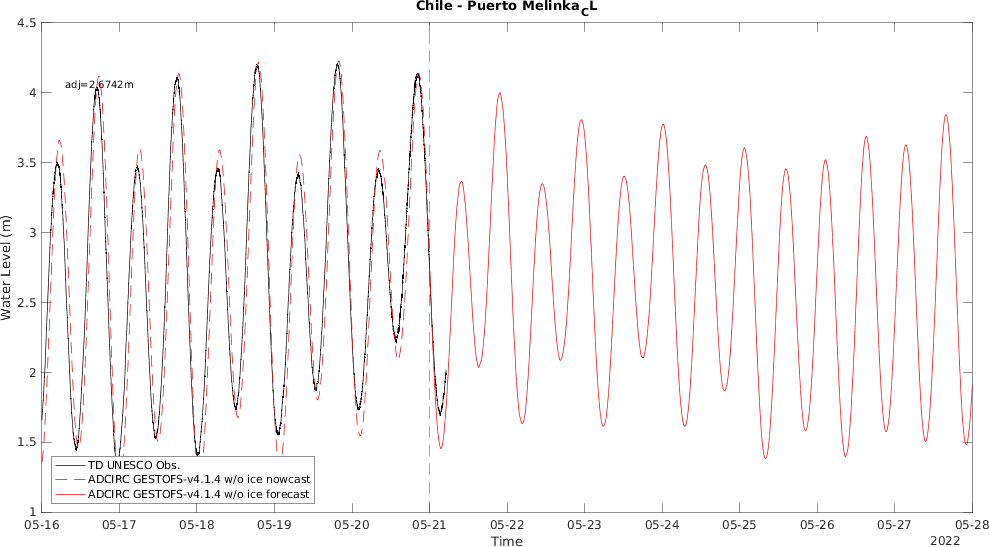 Chile - Puerto Melinka_CL
4.5
4
3.5
3
2.5
2
1.5
1
Water Level (m)
adj=2.6742m
TD UNESCO Obs.
ADCIRC GESTOFS-v4.1.4 w/o ice nowcast
ADCIRC GESTOFS-v4.1.4 w/o ice forecast
05-16 05-17 05-18 05-19 05-20 05-21 05-22 05-23 05-24 05-25 05-26 05-27 05-28
Time
2022